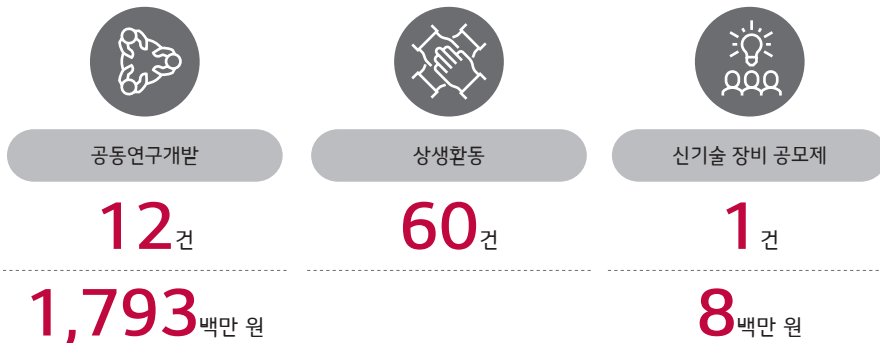 공동연구개발
12건
1,793백만 원
상생환동
60건
신기술 장비 공모제
1건
8백만 원